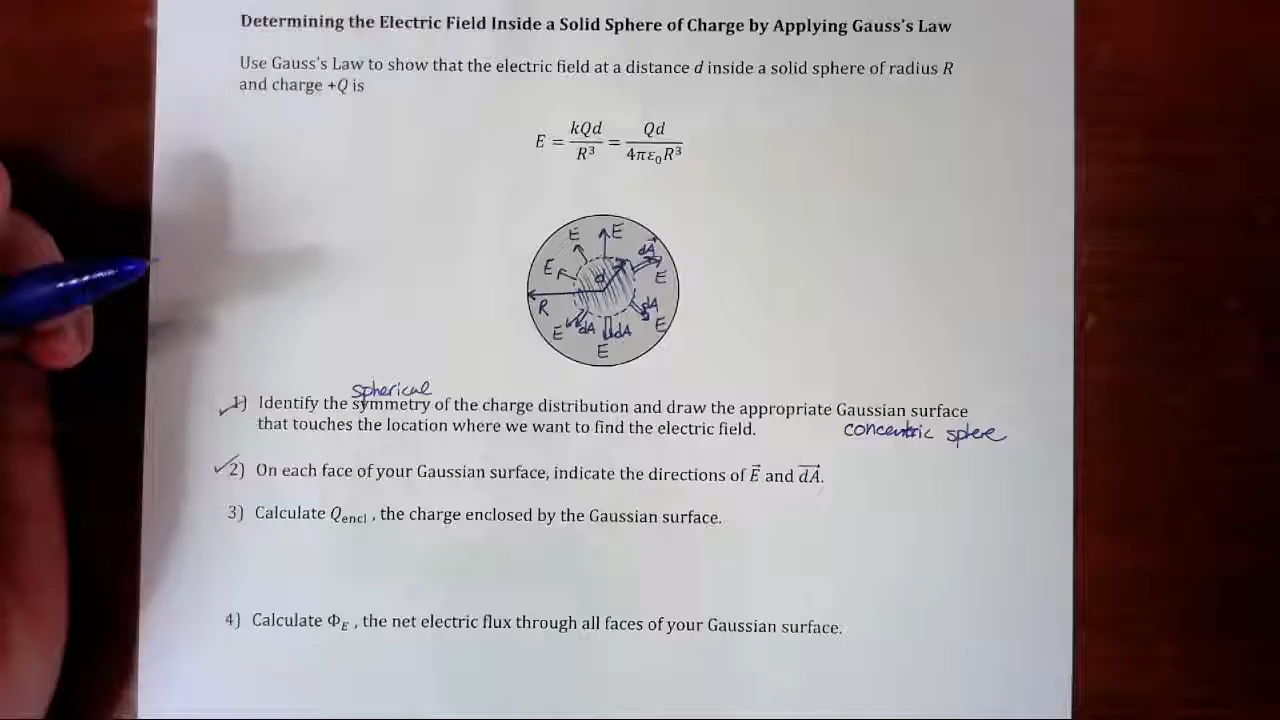 Determining the Electric Field Inside a Solid Sphere of Charge by Applying Gauss's Law
Use Gauss's Law to show that the electric field at a distance d inside a solid sphere of radius R
and charge +Q is
E = kQd/R³ = Qd/4πε₀R³
E E
dA⃗
E d E
R dA
E dA dA E
E
spherical
1) Identify the symmetry of the charge distribution and draw the appropriate Gaussian surface
that touches the location where we want to find the electric field. concentric sphere
2) On each face of your Gaussian surface, indicate the directions of E⃗ and dA⃗.
3) Calculate Qencl , the charge enclosed by the Gaussian surface.
4) Calculate ΦE , the net electric flux through all faces of your Gaussian surface.